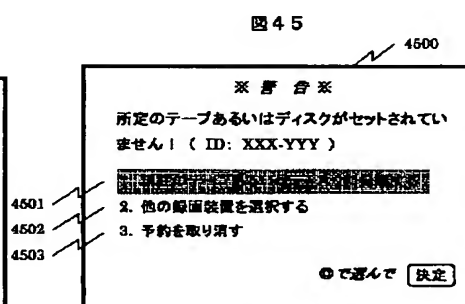 図45
4500
※ 警 告 ※
所定のテープあるいはディスクがセットされてい
ません！ ( ID: XXX-YYY )
4501
4502
2. 他の録画装置を選択する
4503
3. 予約を取り消す
で選んで 決定